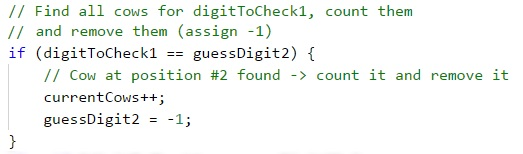 // Find all cows for digitToCheck1, count them
// and remove them (assign -1)
if (digitToCheck1 == guessDigit2) {
// Cow at position #2 found -> count it and remove it
currentCows++;
guessDigit2 = -1;
}